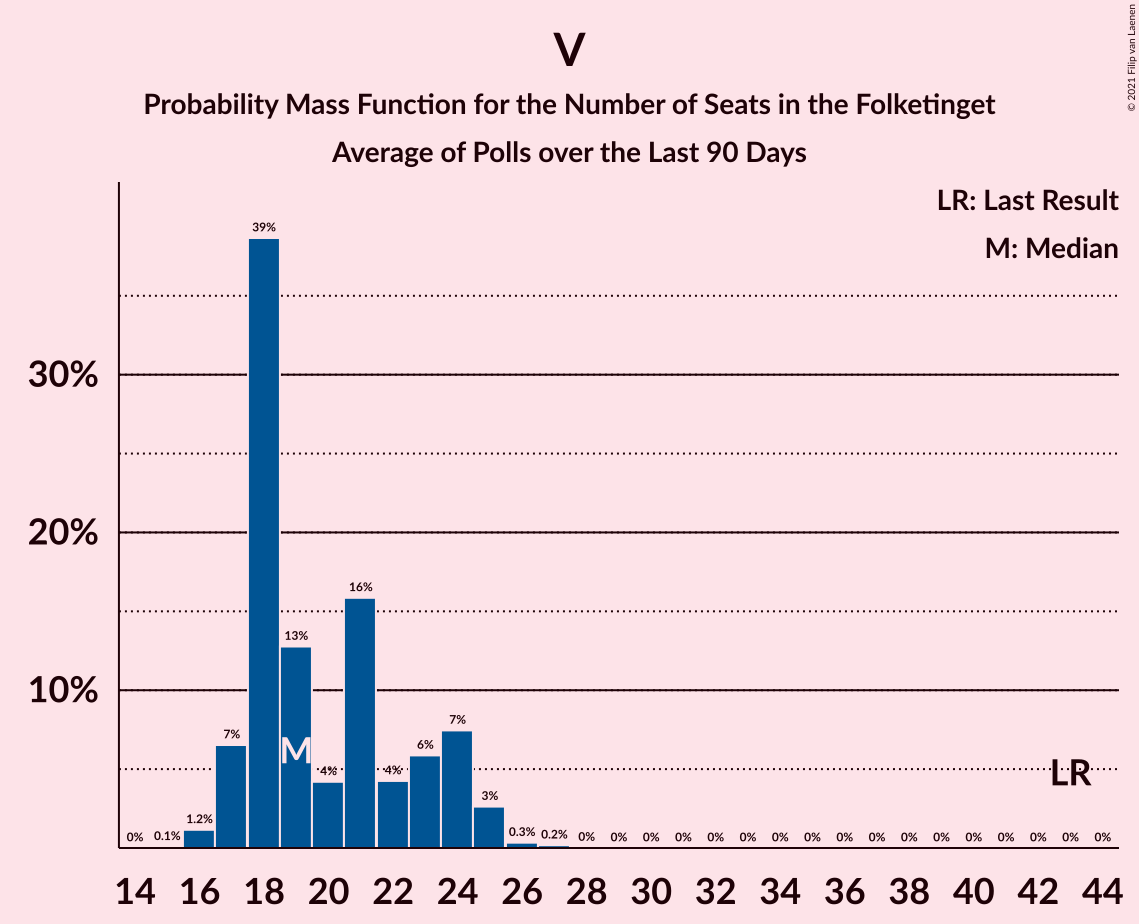 V
Probability Mass Function for the Number of Seats in the Folketinget
Average of Polls over the Last 90 Days
© 2021 Filip van Laenen
LR: Last Result
M: Median
30%
20%
10%
0% 0.1% 1.2% 7% 39% 13% 4% 16% 4% 6% 7% 3% 0.3% 0.2% 0% 0% 0% 0% 0% 0% 0% 0% 0% 0% 0% 0% 0% 0% 0% 0% 0%
M
LR
14 16 18 20 22 24 26 28 30 32 34 36 38 40 42 44